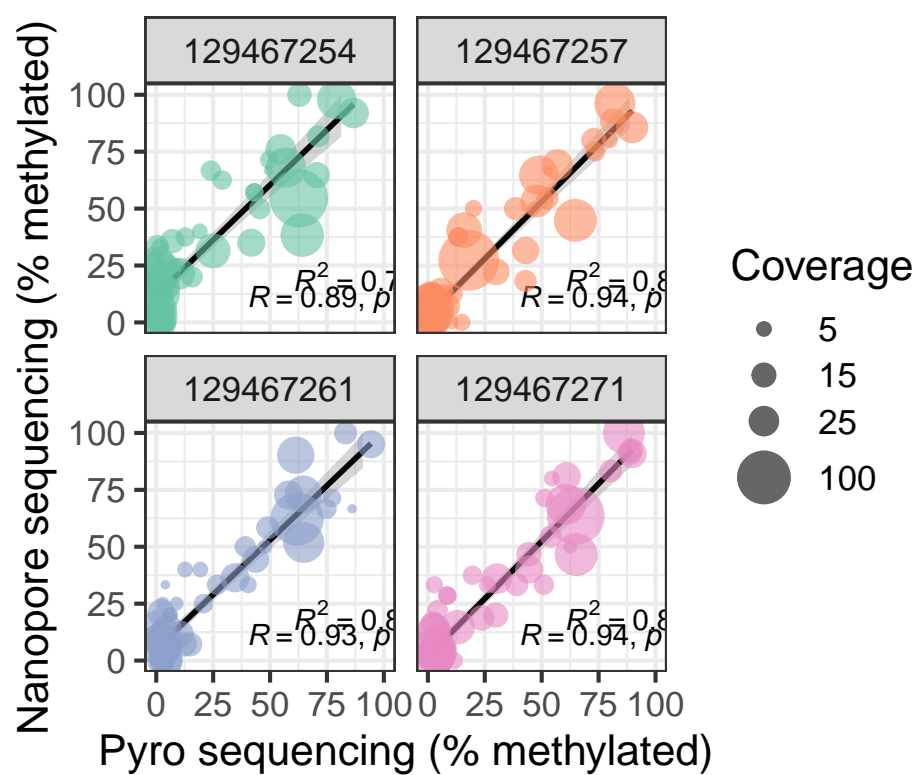 Nanopore sequencing (% methylated)
129467254
129467257
100
75
50
25
0
R² = 0.7
R = 0.89, p
R² = 0.8
R = 0.94, p
129467261
129467271
100
75
50
25
0
R² = 0.8
R = 0.93, p
R² = 0.8
R = 0.94, p
0 25 50 75 100 0 25 50 75 100
Pyro sequencing (% methylated)
Coverage
5
15
25
100